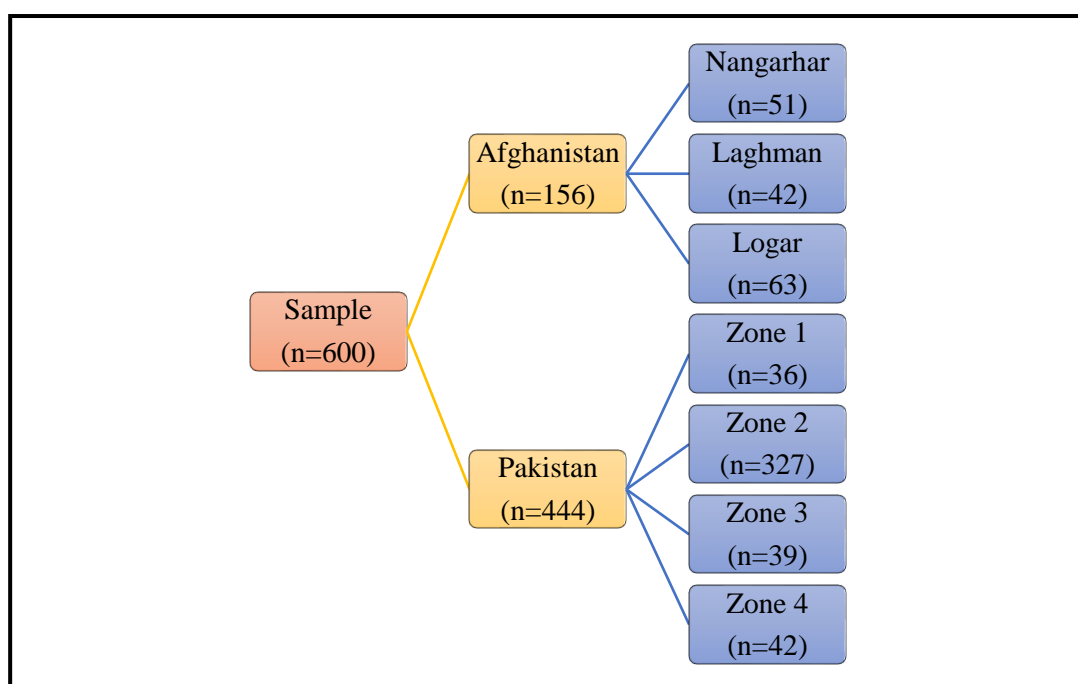 Sample
(n=600)
Afghanistan
(n=156)
Nangarhar
(n=51)
Laghman
(n=42)
Logar
(n=63)
Pakistan
(n=444)
Zone 1
(n=36)
Zone 2
(n=327)
Zone 3
(n=39)
Zone 4
(n=42)